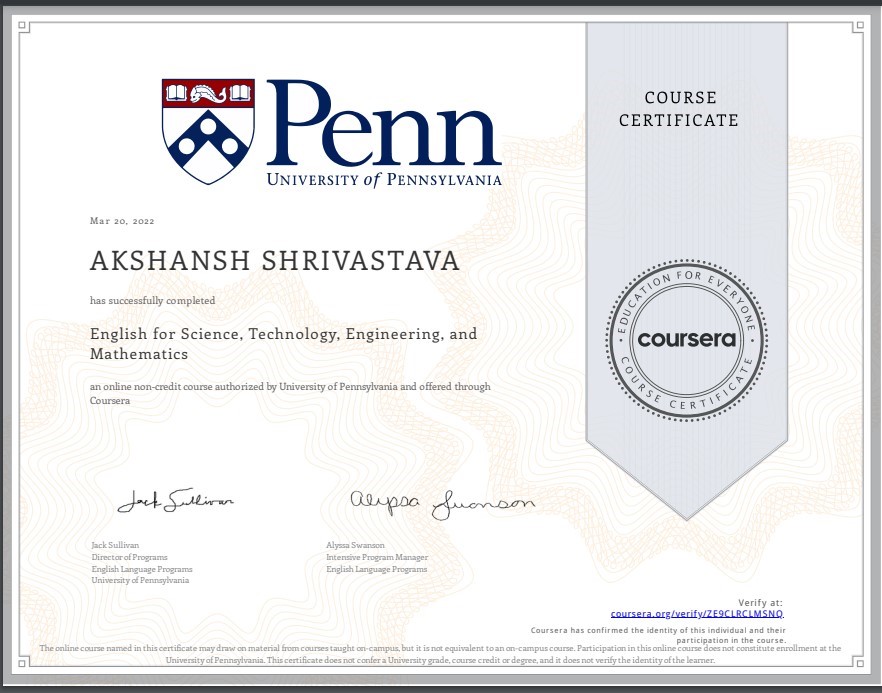 Penn
UNIVERSITY of PENNSYLVANIA
COURSE
CERTIFICATE
Mar 20, 2022
AKSHANSH SHRIVASTAVA
has successfully completed
English for Science, Technology, Engineering, and
Mathematics
an online non-credit course authorized by University of Pennsylvania and offered through
Coursera
EDUCATION FOR EVERYONE
coursera
COURSE CERTIFICATE
Jack Sullivan
Alyssa Swanson
Jack Sullivan
Director of Programs
English Language Programs
University of Pennsylvania
Alyssa Swanson
Intensive Program Manager
English Language Programs
Verify at:
coursera.org/verify/ZE9CLRCLMSNQ
Coursera has confirmed the identity of this individual and their
participation in the course.
The online course named in this certificate may draw on material from courses taught on-campus, but it is not equivalent to an on-campus course. Participation in this online course does not constitute enrollment at the
University of Pennsylvania. This certificate does not confer a University grade, course credit or degree, and it does not verify the identity of the learner.